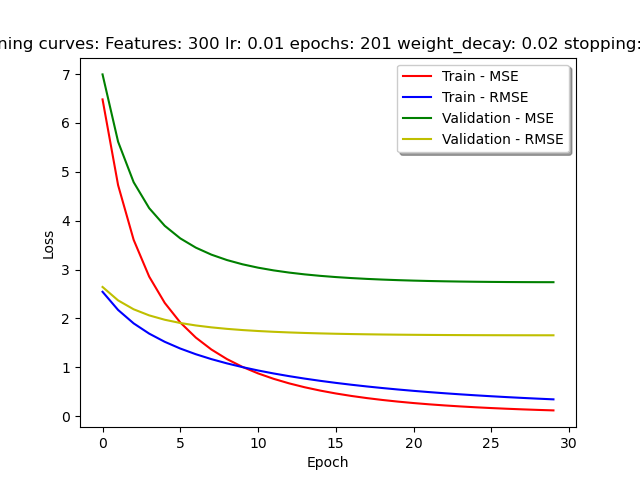 ning curves: Features: 300 lr: 0.01 epochs: 201 weight_decay: 0.02 stopping:
Train - MSE
Train - RMSE
Validation - MSE
Validation - RMSE
Loss
7
6
5
4
3
2
1
0
0 5 10 15 20 25 30
Epoch